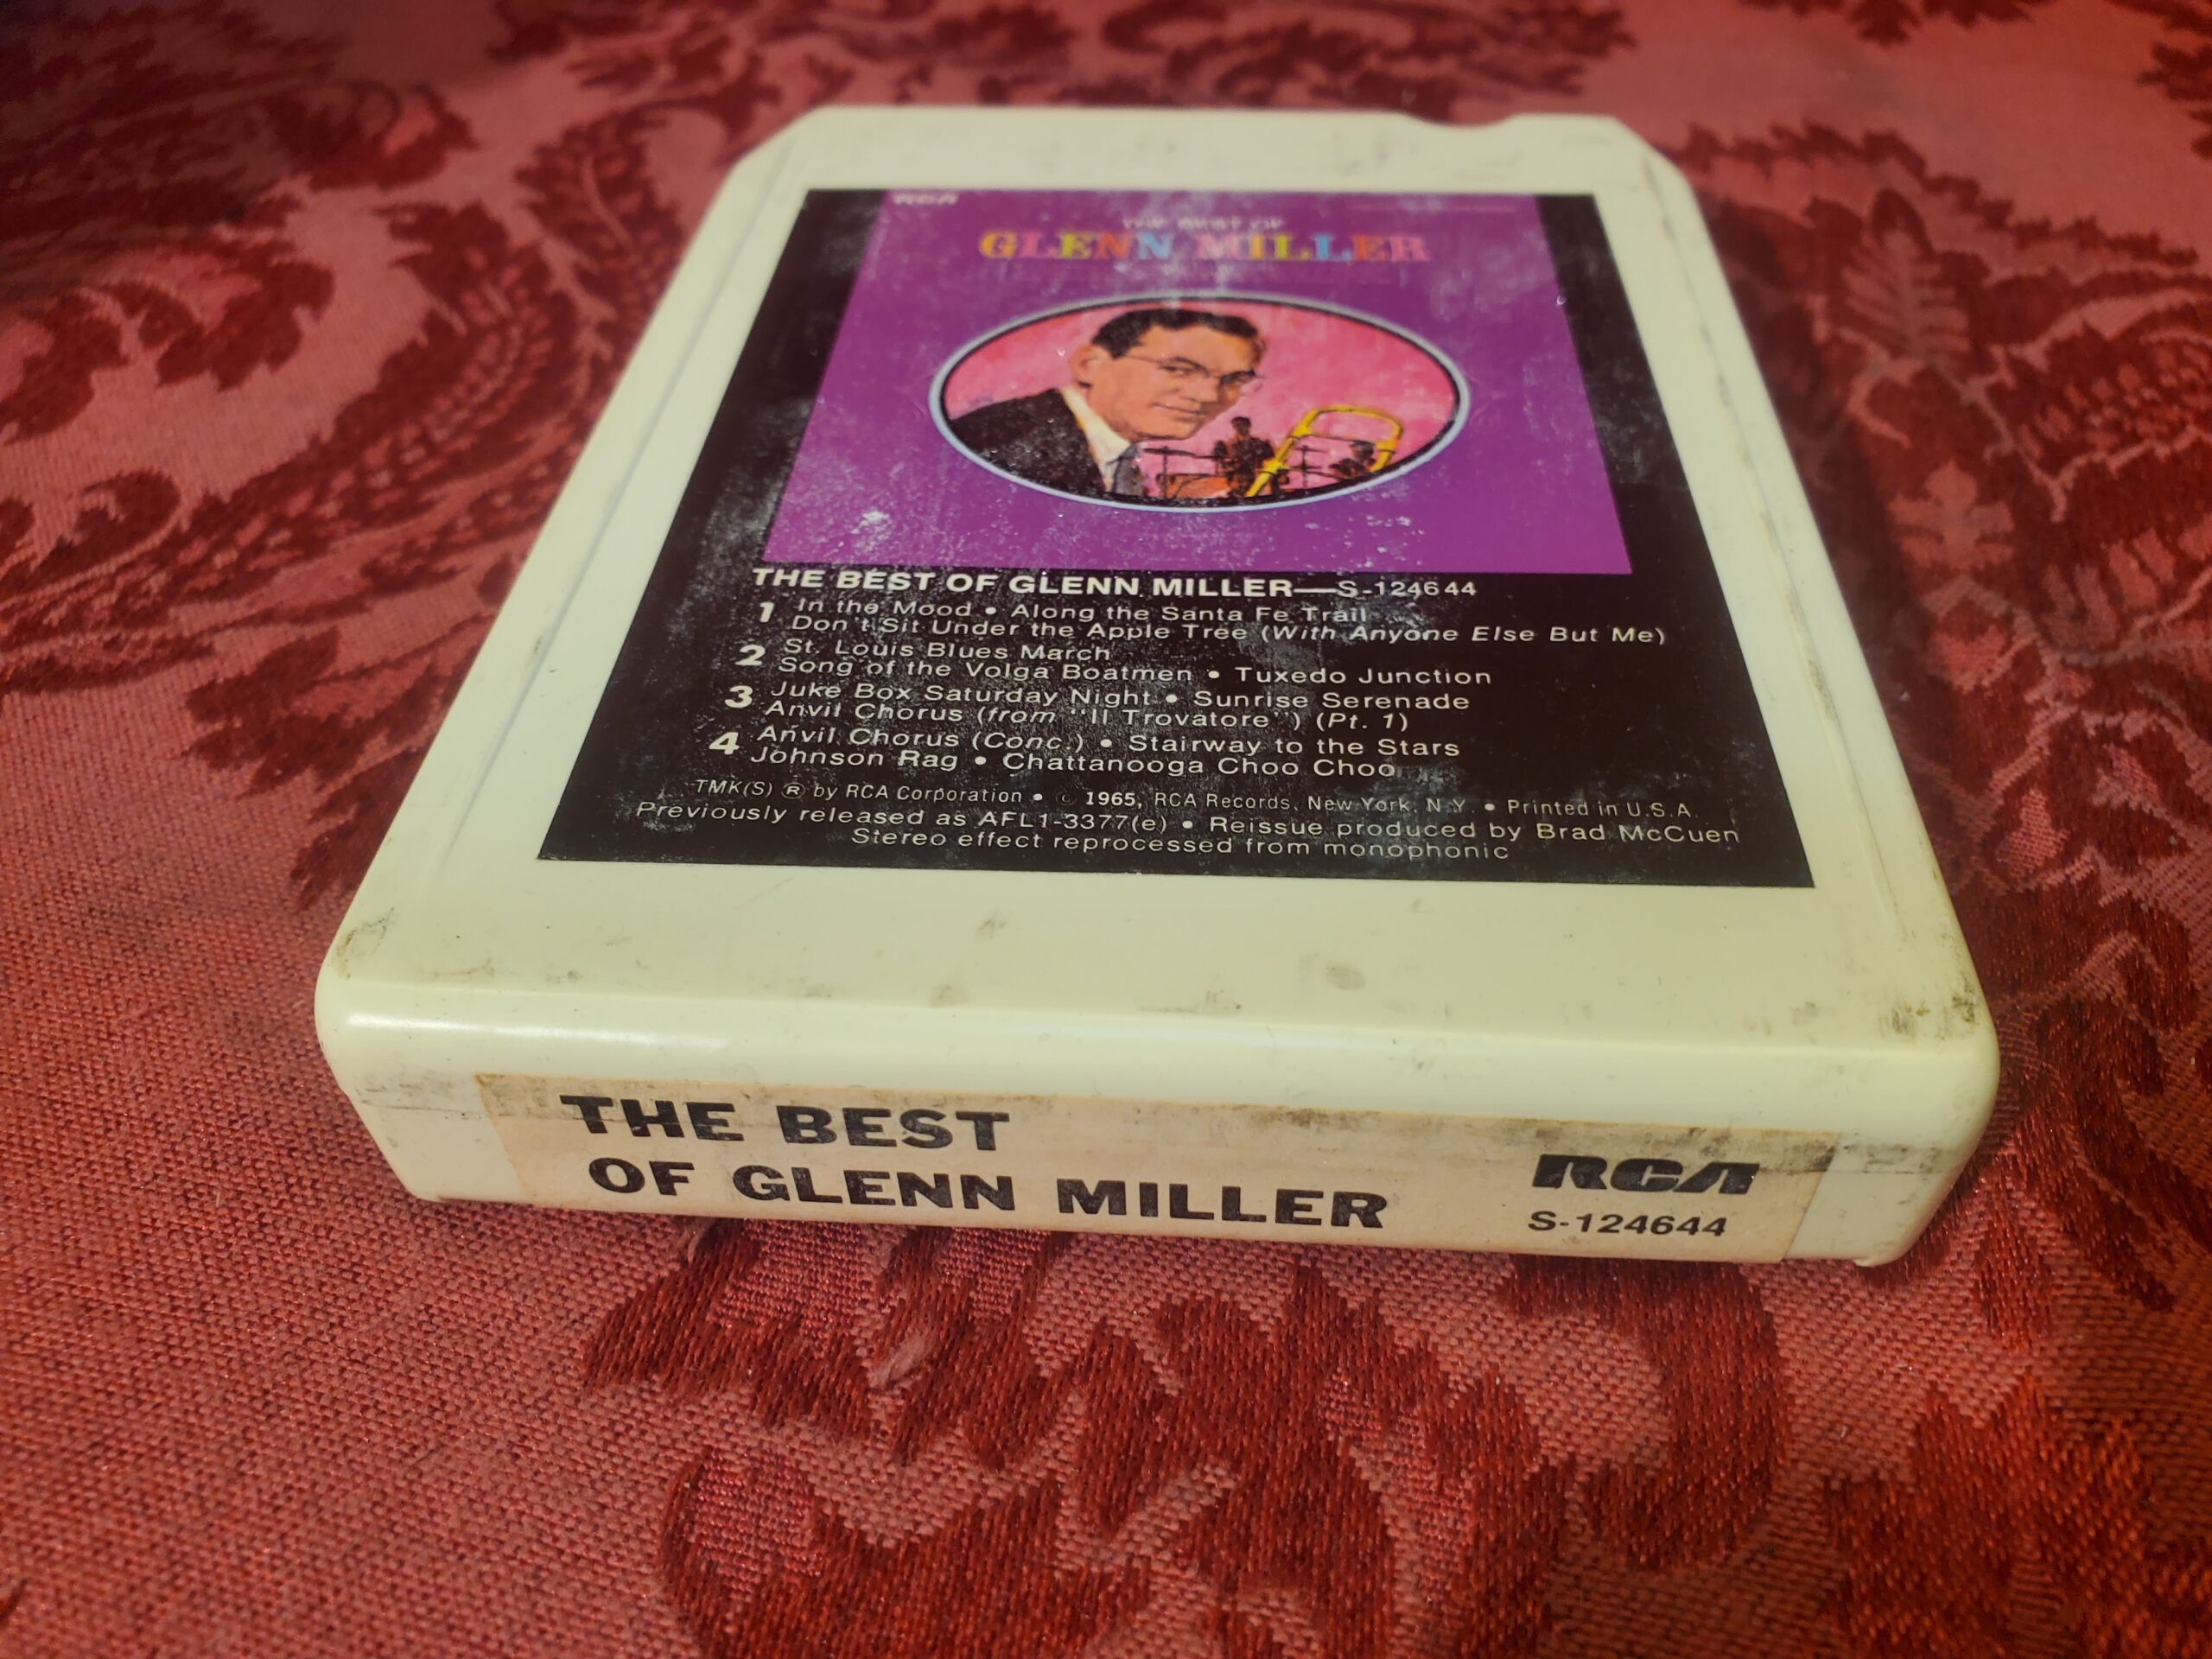 RCA
THE BEST OF
GLENN MILLER
THE BEST OF GLENN MILLER—S-124644
1 In the Mood • Along the Santa Fe Trail
Don't Sit Under the Apple Tree (With Anyone Else But Me)
2 St. Louis Blues March
Song of the Volga Boatmen • Tuxedo Junction
3 Juke Box Saturday Night • Sunrise Serenade
Anvil Chorus (from "Il Trovatore") (Pt. 1)
4 Anvil Chorus (Conc.) • Stairway to the Stars
Johnson Rag • Chattanooga Choo Choo
TMK(S) ® by RCA Corporation • © 1965, RCA Records, New York, N.Y. • Printed in U.S.A.
Previously released as AFL1-3377(e) • Reissue produced by Brad McCuen
Stereo effect reprocessed from monophonic
THE BEST
OF GLENN MILLER
RCA
S-124644